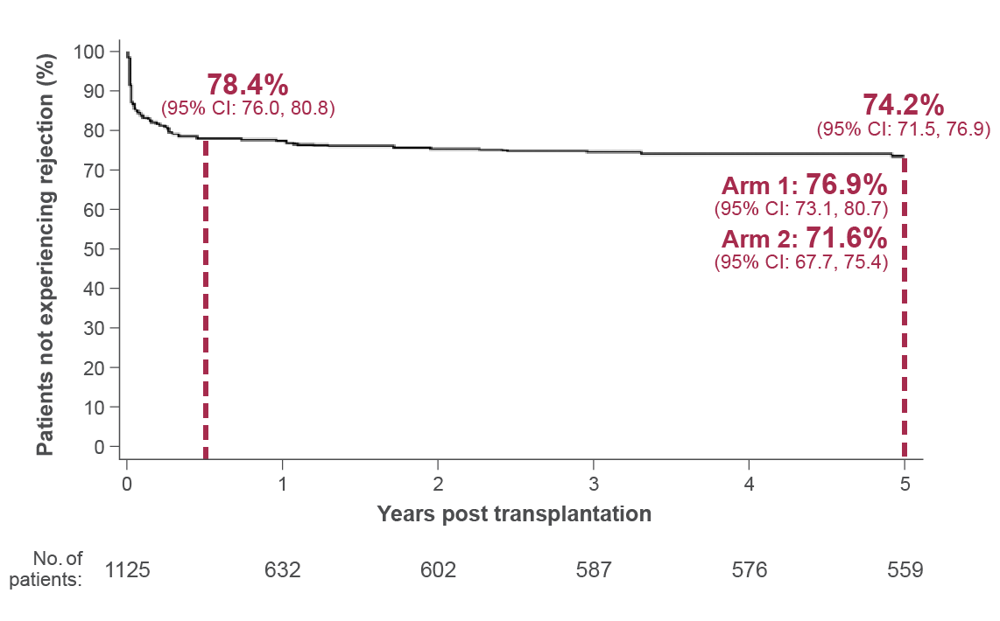 Patients not experiencing rejection (%)
100
90
80
70
60
50
40
30
20
10
0
78.4%
(95% CI: 76.0, 80.8)
74.2%
(95% CI: 71.5, 76.9)
Arm 1: 76.9%
(95% CI: 73.1, 80.7)
Arm 2: 71.6%
(95% CI: 67.7, 75.4)
0 1 2 3 4 5
Years post transplantation
No. of
patients: 1125 632 602 587 576 559